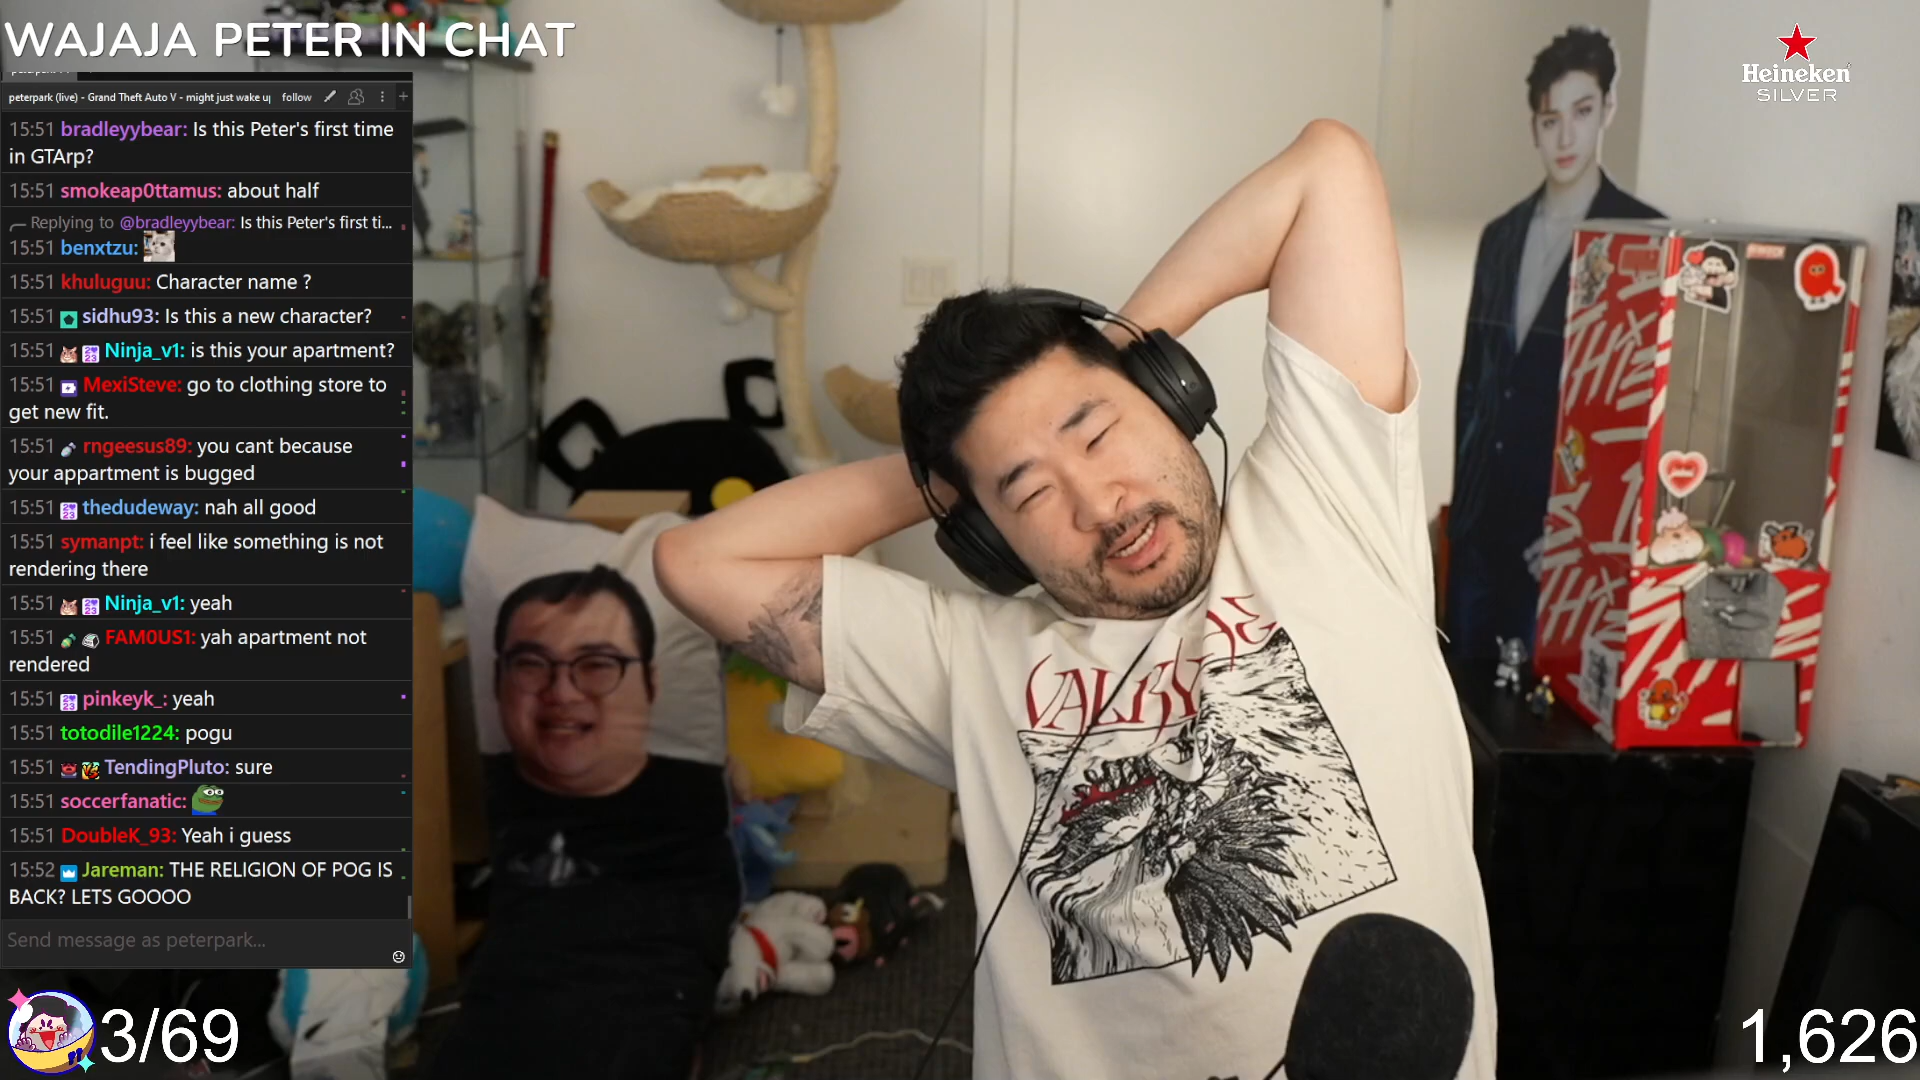 WAJAJA PETER IN CHAT
Heineken
SILVER
peterpark (live) - Grand Theft Auto V - might just wake u
follow
15:51 bradleyybear: Is this Peter's first time
in GTArp?
15:51 smokeap0ttamus: about half
Replying to @bradleyybear: Is this Peter's first ti...
15:51 benxtzu:
15:51 khuluguu: Character name ?
15:51 sidhu93: Is this a new character?
15:51 Ninja_v1: is this your apartment?
15:51 MexiSteve: go to clothing store to
get new fit.
15:51 rngeesus89: you cant because
your appartment is bugged
15:51 thedudeway: nah all good
15:51 symanpt: i feel like something is not
rendering there
15:51 Ninja_v1: yeah
15:51 FAM0US1: yah apartment not
rendered
15:51 pinkeyk_: yeah
15:51 totodile1224: pogu
15:51 TendingPluto: sure
15:51 soccerfanatic:
15:51 DoubleK_93: Yeah i guess
15:52 Jareman: THE RELIGION OF POG IS
BACK? LETS GOOOO
Send message as peterpark...
3/69
1,626